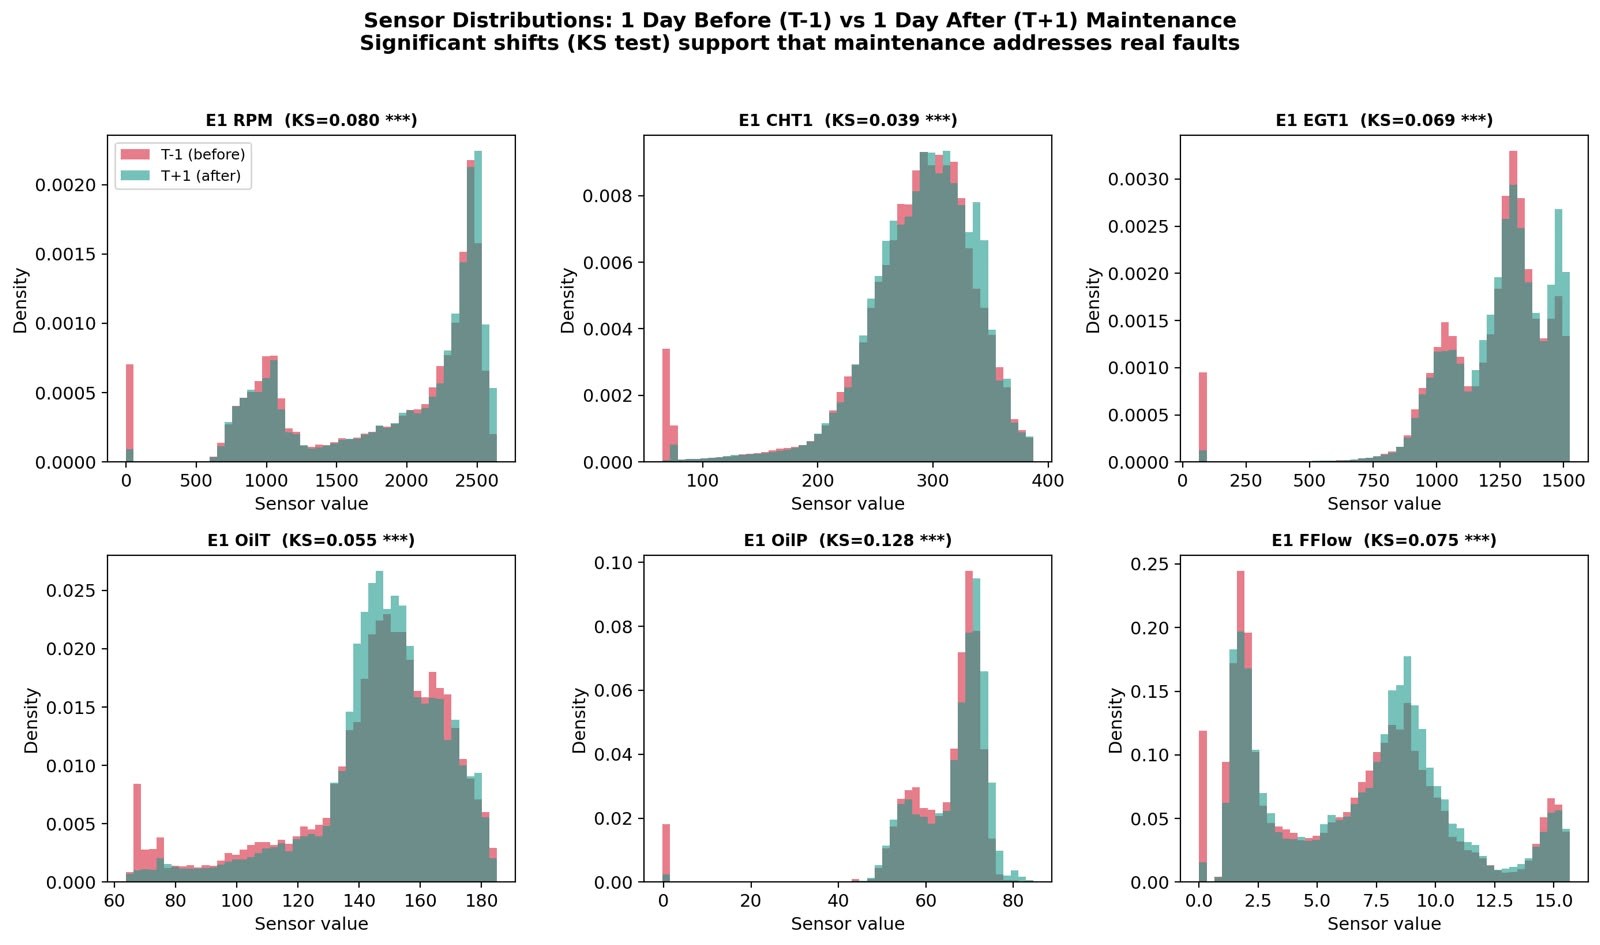 Sensor Distributions: 1 Day Before (T-1) vs 1 Day After (T+1) Maintenance
Significant shifts (KS test) support that maintenance addresses real faults
E1 RPM (KS=0.080 ***)
T-1 (before)
T+1 (after)
Density
0.0020
0.0015
0.0010
0.0005
0.0000
0 500 1000 1500 2000 2500
Sensor value
E1 CHT1 (KS=0.039 ***)
Density
0.008
0.006
0.004
0.002
0.000
100 200 300 400
Sensor value
E1 EGT1 (KS=0.069 ***)
Density
0.0030
0.0025
0.0020
0.0015
0.0010
0.0005
0.0000
0 250 500 750 1000 1250 1500
Sensor value
E1 OilT (KS=0.055 ***)
Density
0.025
0.020
0.015
0.010
0.005
0.000
60 80 100 120 140 160 180
Sensor value
E1 OilP (KS=0.128 ***)
Density
0.10
0.08
0.06
0.04
0.02
0.00
0 20 40 60 80
Sensor value
E1 FFlow (KS=0.075 ***)
Density
0.25
0.20
0.15
0.10
0.05
0.00
0.0 2.5 5.0 7.5 10.0 12.5 15.0
Sensor value